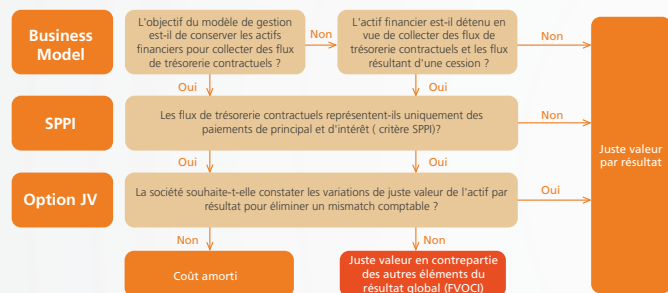 Business
Model
L'objectif du modèle de gestion
est-il de conserver les actifs
financiers pour collecter des flux
de trésorerie contractuels ?
Non
L'actif financier est-il détenu en
vue de collecter des flux de
trésorerie contractuels et les flux
résultant d'une cession ?
Non
Oui
Oui
SPPI
Les flux de trésorerie contractuels représentent-ils uniquement des
paiements de principal et d'intérêt ( critère SPPI)?
Non
Juste valeur
par résultat
Oui
Oui
Option JV
La société souhaite-t-elle constater les variations de juste valeur de l'actif par
résultat pour éliminer un mismatch comptable ?
Oui
Non
Non
Coût amorti
Juste valeur en contrepartie
des autres éléments du
résultat global (FVOCI)